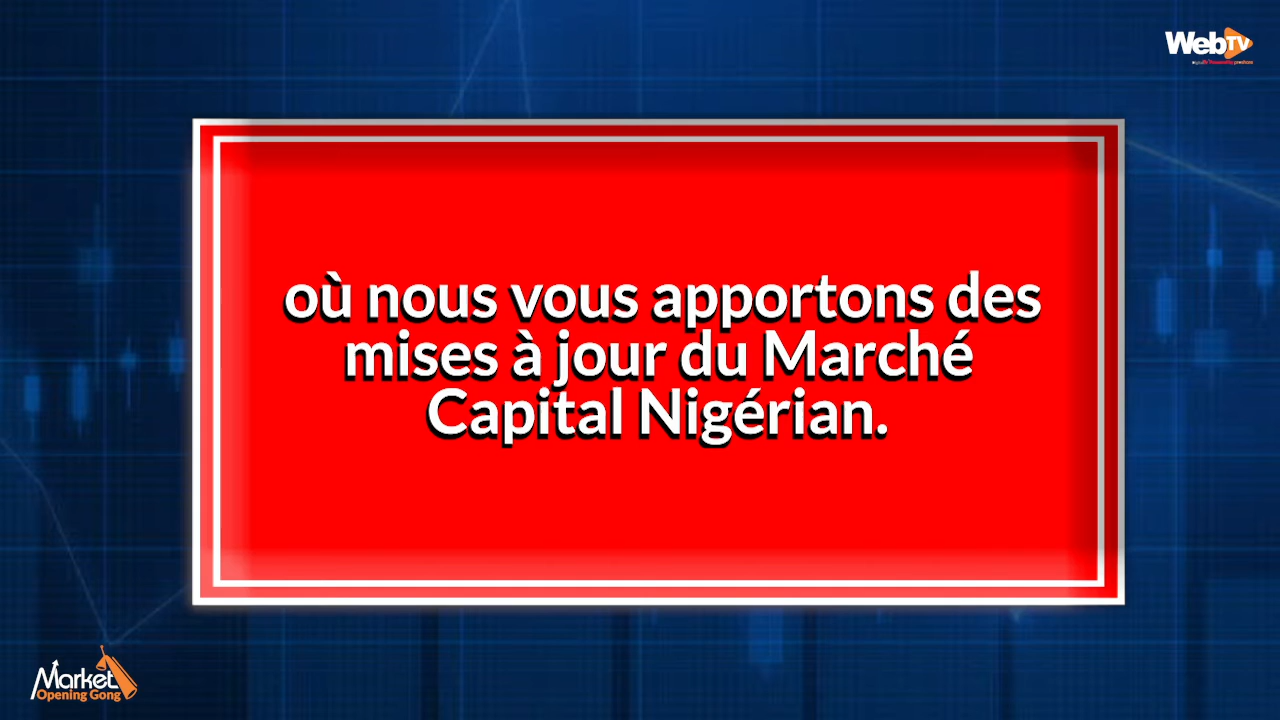 WebTV
où nous vous apportons des
mises à jour du Marché
Capital Nigérian.
Market
Opening Gong